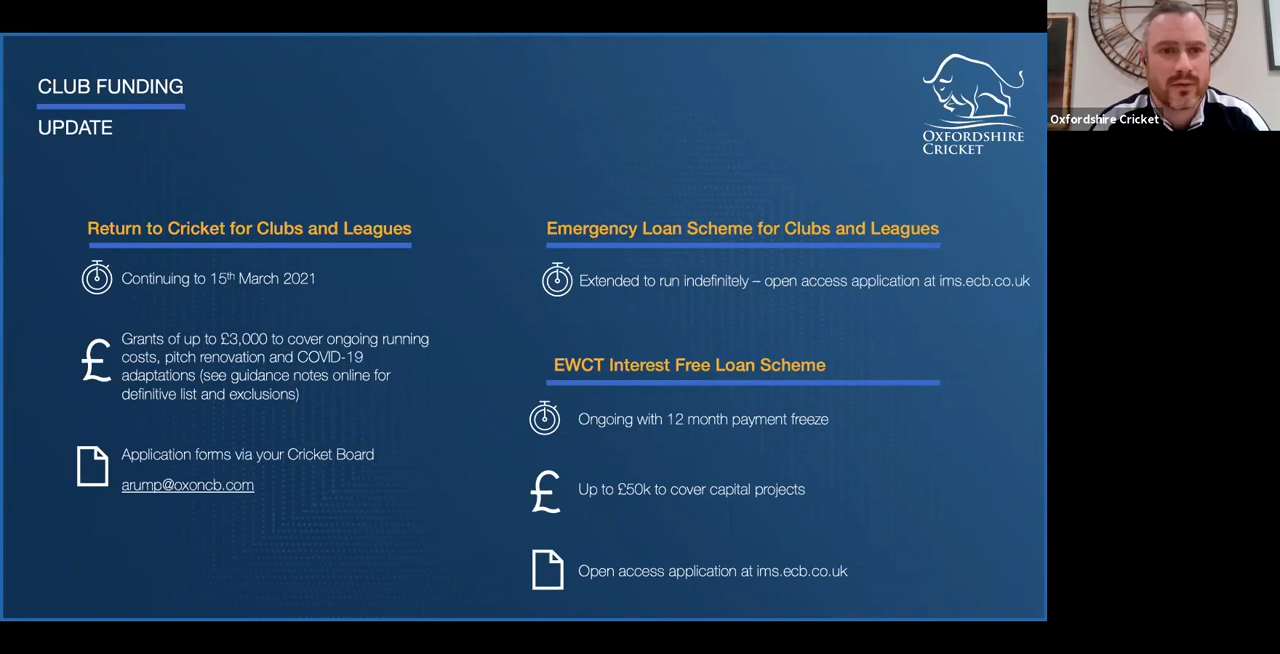 CLUB FUNDING
UPDATE
OXFORDSHIRE
CRICKET
Oxfordshire Cricket
Return to Cricket for Clubs and Leagues
Continuing to 15th March 2021
Grants of up to £3,000 to cover ongoing running
costs, pitch renovation and COVID-19
adaptations (see guidance notes online for
definitive list and exclusions)
Application forms via your Cricket Board
arump@oxoncb.com
Emergency Loan Scheme for Clubs and Leagues
Extended to run indefinitely – open access application at ims.ecb.co.uk
EWCT Interest Free Loan Scheme
Ongoing with 12 month payment freeze
£
Up to £50k to cover capital projects
Open access application at ims.ecb.co.uk